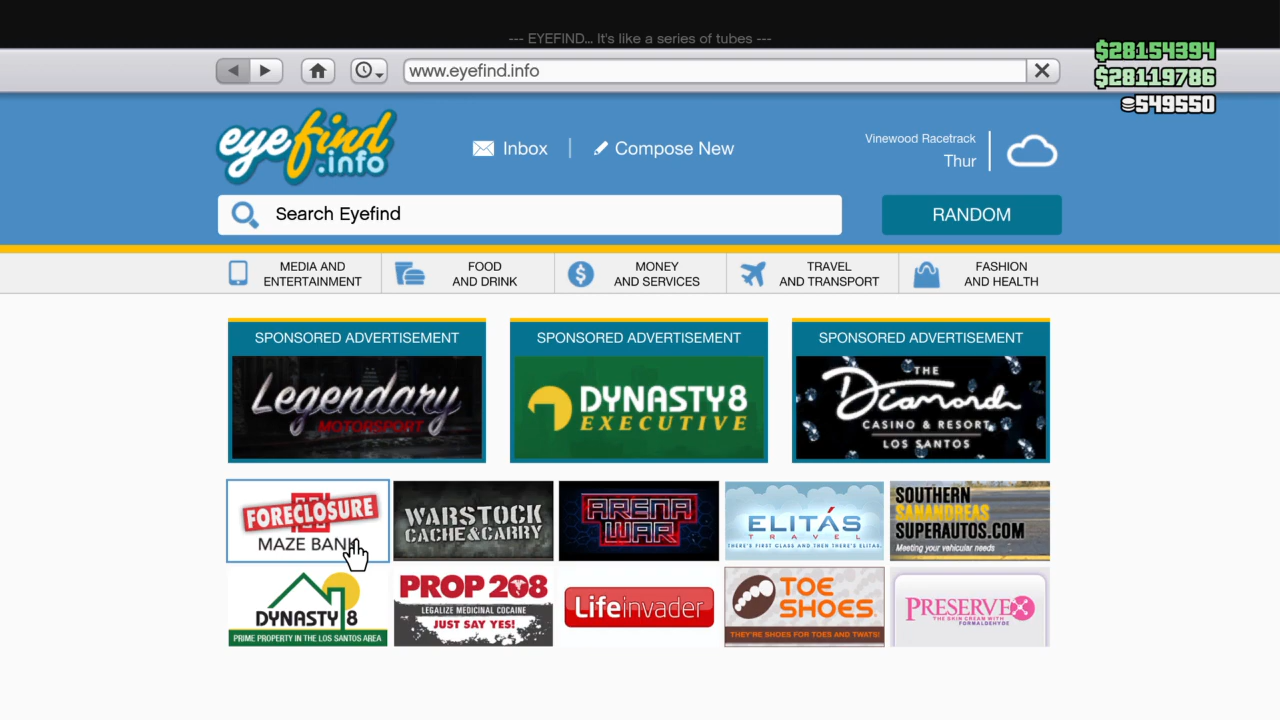 --- EYEFIND... It's like a series of tubes ---
www.eyefind.info
$28154394
$28119786
549550
eyefind
.info
Inbox
Compose New
Vinewood Racetrack
Thur
Search Eyefind
RANDOM
MEDIA AND
ENTERTAINMENT
FOOD
AND DRINK
MONEY
AND SERVICES
TRAVEL
AND TRANSPORT
FASHION
AND HEALTH
SPONSORED ADVERTISEMENT
Legendary
MOTORSPORT
SPONSORED ADVERTISEMENT
DYNASTY8
EXECUTIVE
SPONSORED ADVERTISEMENT
THE
Diamond
CASINO & RESORT
LOS SANTOS
FORECLOSURE
MAZE BANK
WARSTOCK
CACHE&CARRY
ARENA
WAR
ELITÁS
TRAVEL
THERE'S FIRST CLASS AND THEN THERE'S ELITAS.
SOUTHERN
SANANDREAS
SUPERAUTOS.COM
Meeting your vehicular needs
DYNASTY 8
PRIME PROPERTY IN THE LOS SANTOS AREA
PROP 208
LEGALIZE MEDICINAL COCAINE
JUST SAY YES!
Lifeinvader
TOE
SHOES
THEY'RE SHOES FOR TOES AND TWATS!
PRESERVEX
THE SKIN CREAM WITH
FORMALDEHYDE